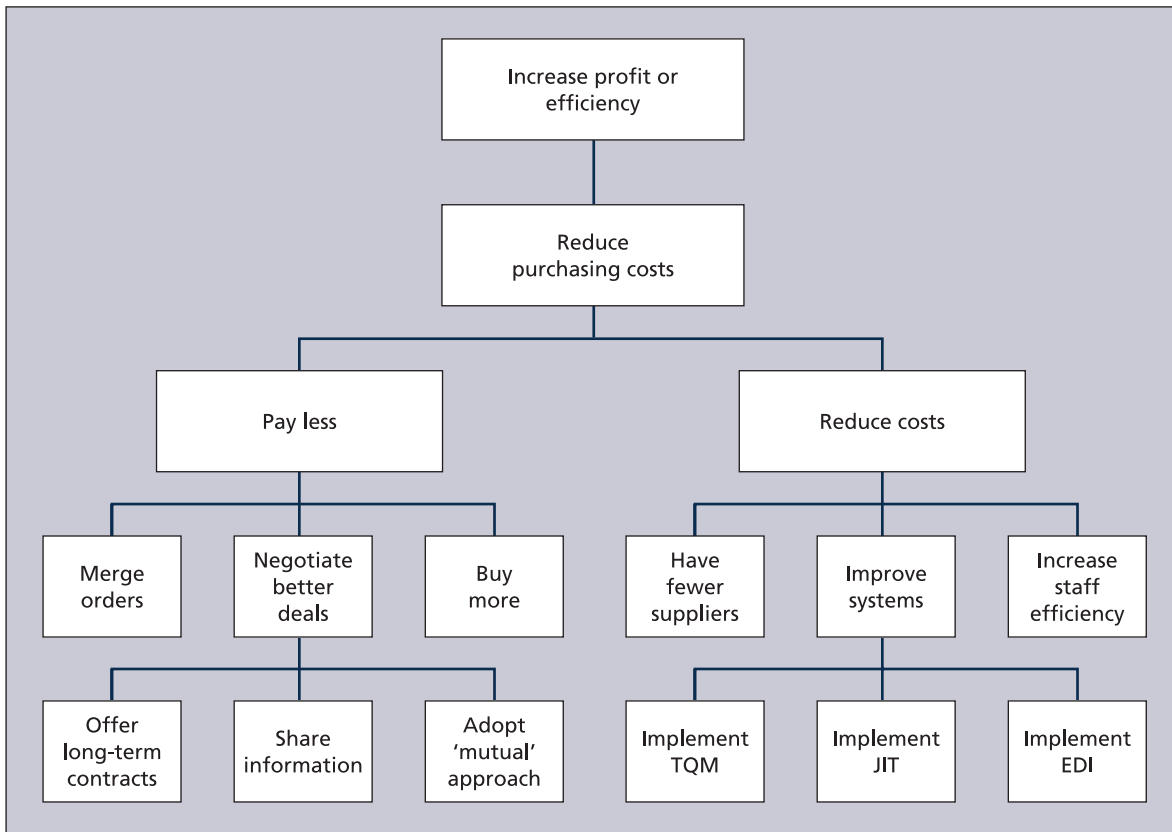 Increase profit or
efficiency
Reduce
purchasing costs
Pay less
Reduce costs
Merge
orders
Negotiate
better
deals
Buy
more
Have
fewer
suppliers
Improve
systems
Increase
staff
efficiency
Offer
long-term
contracts
Share
information
Adopt
‘mutual’
approach
Implement
TQM
Implement
JIT
Implement
EDI